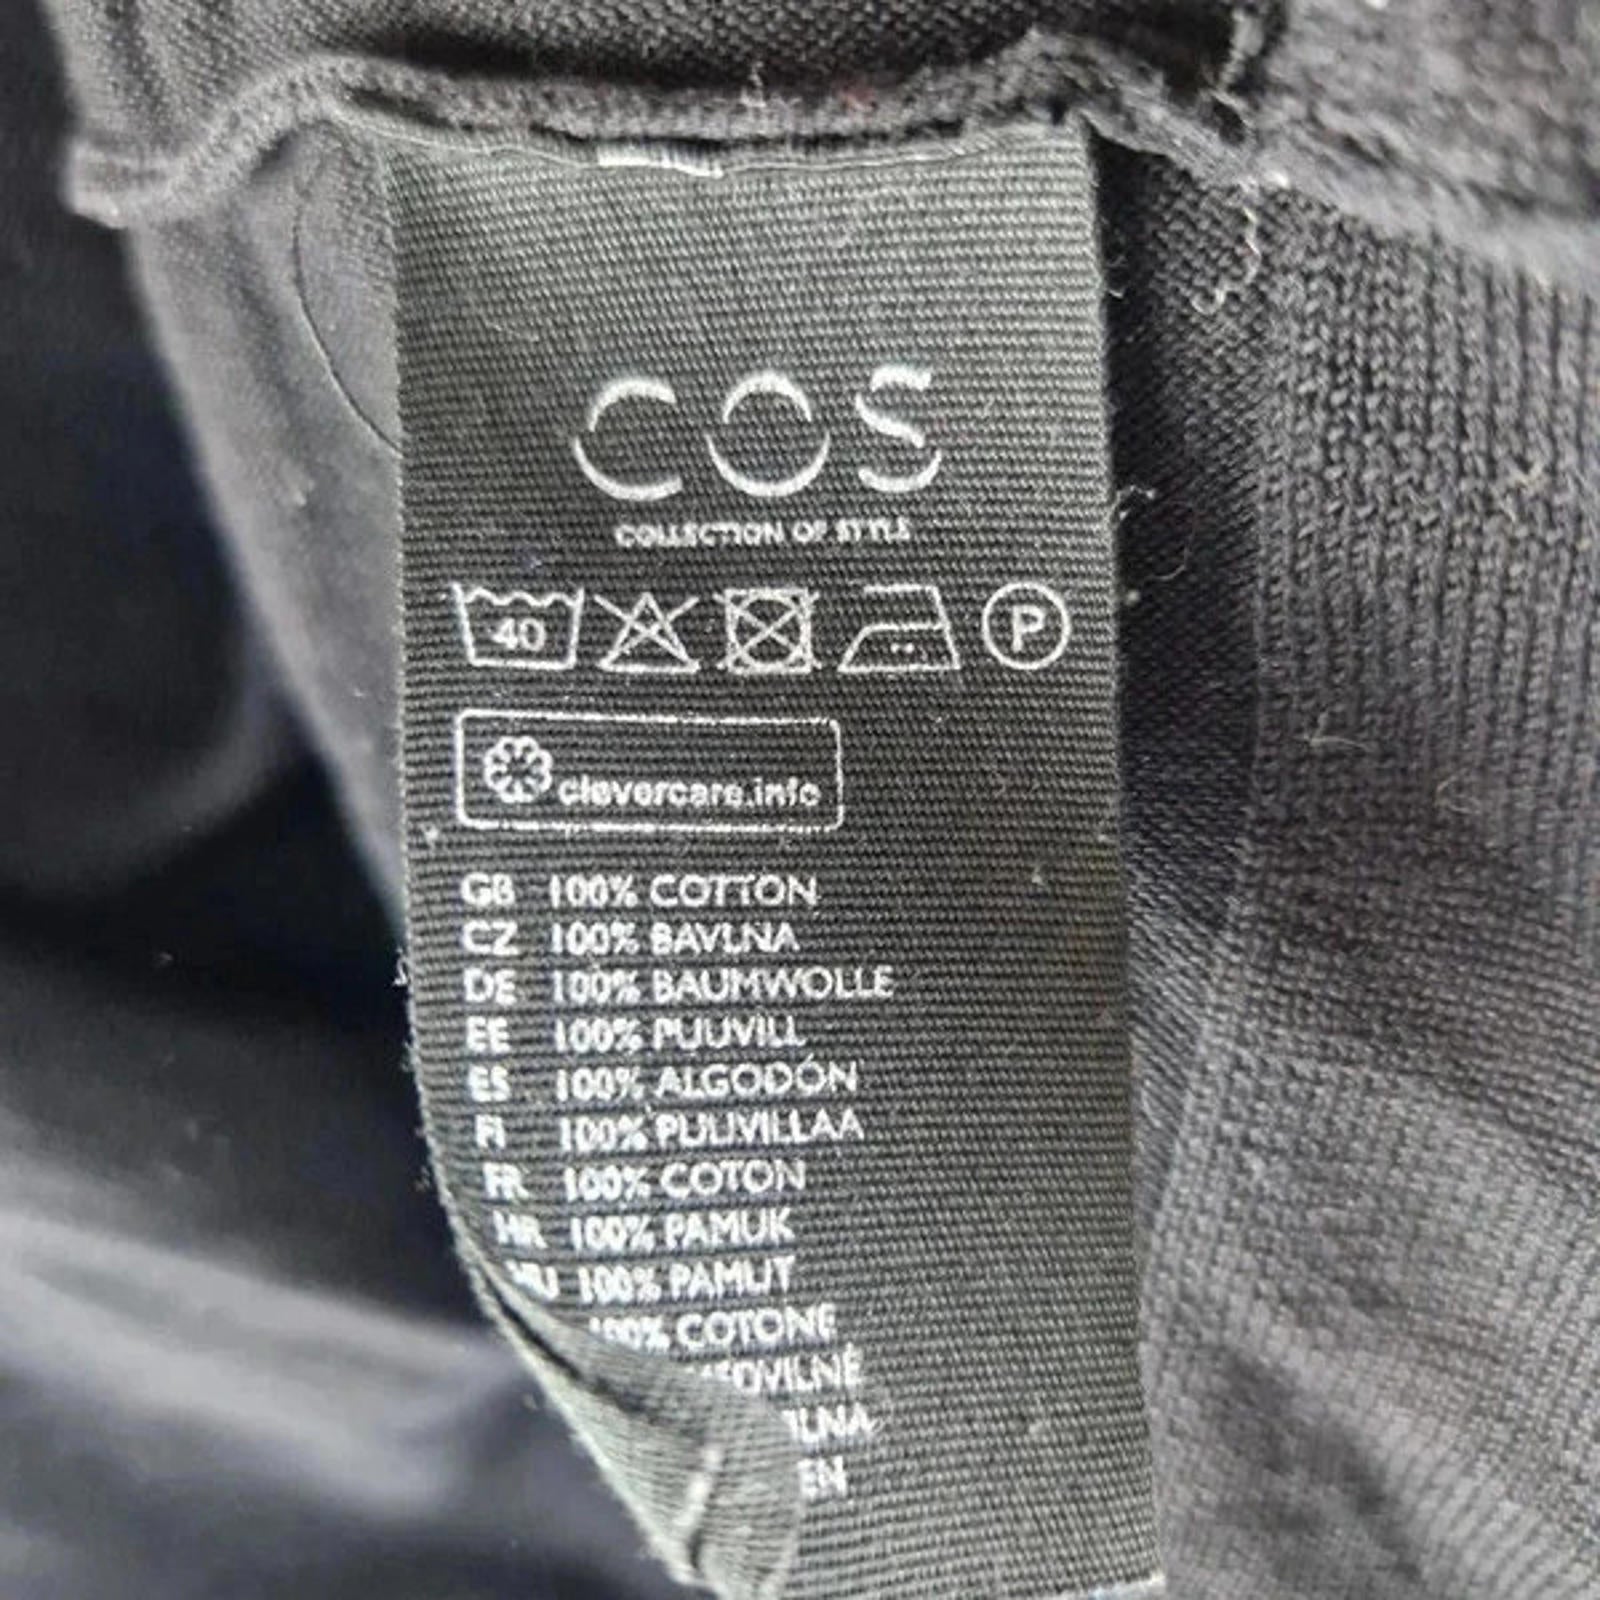 COS
COLLECTION OF STYLE
40 P
clevercare.info
GB 100% COTTON
CZ 100% BAVLNA
DE 100% BAUMWOLLE
EE 100% PUUVILL
ES 100% ALGODÓN
FI 100% PUUVILLAA
FR 100% COTON
HR 100% PAMUK
HU 100% PAMUT
100% COTONE